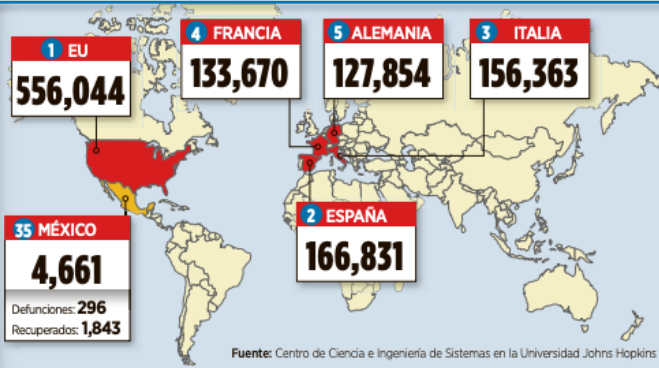 1 EU
556,044
4 FRANCIA
133,670
5 ALEMANIA
127,854
3 ITALIA
156,363
2 ESPAÑA
166,831
35 MÉXICO
4,661
Defunciones: 296
Recuperados: 1,843
Fuente: Centro de Ciencia e Ingeniería de Sistemas en la Universidad Johns Hopkins